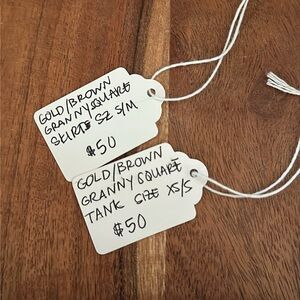 GOLD/BROWN
GRANNY SQUARE
SKIRT SZ S/M
$50
GOLD/BROWN
GRANNY SQUARE
TANK SIZE XS/S
$50